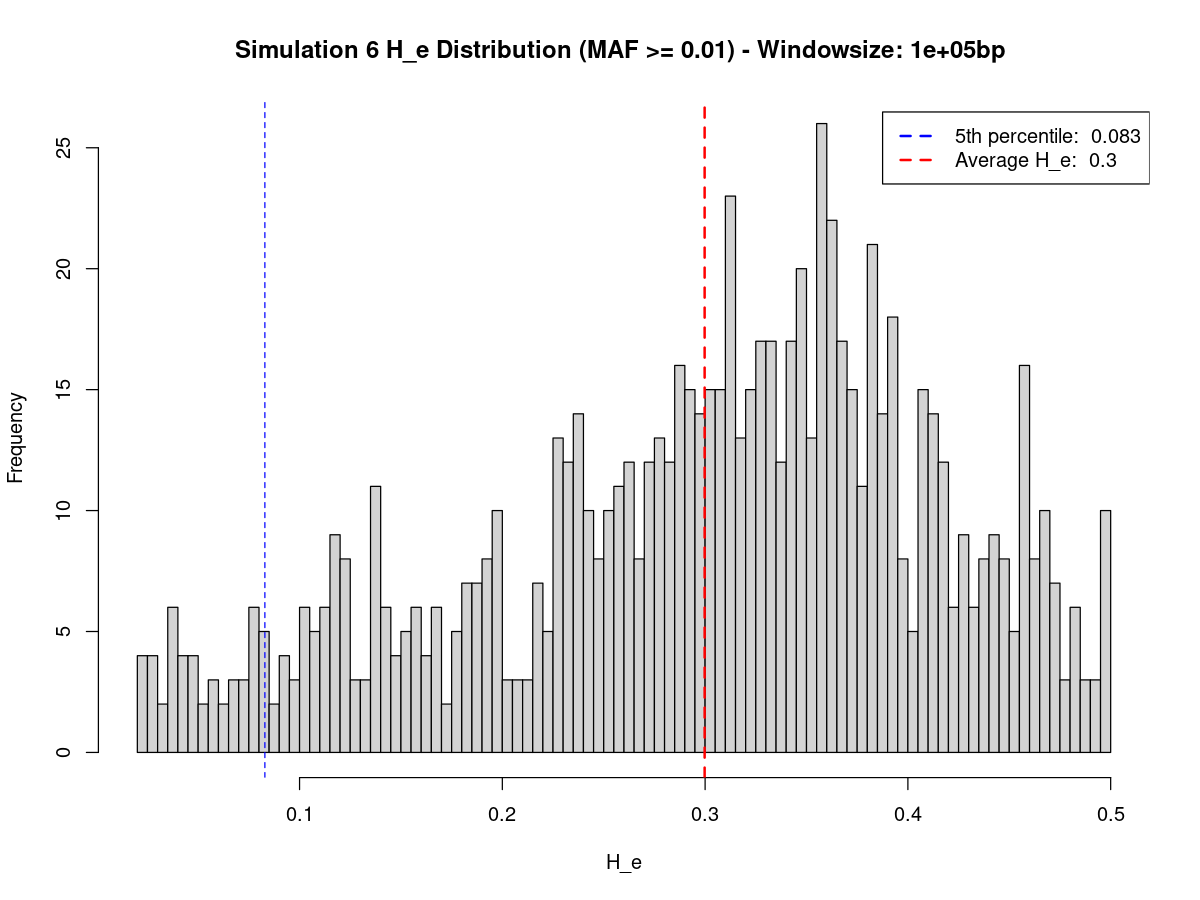 Simulation 6 H_e Distribution (MAF >= 0.01) - Windowsize: 1e+05bp
5th percentile: 0.083
Average H_e: 0.3
Frequency
25
20
15
10
5
0
0.1 0.2 0.3 0.4 0.5
H_e